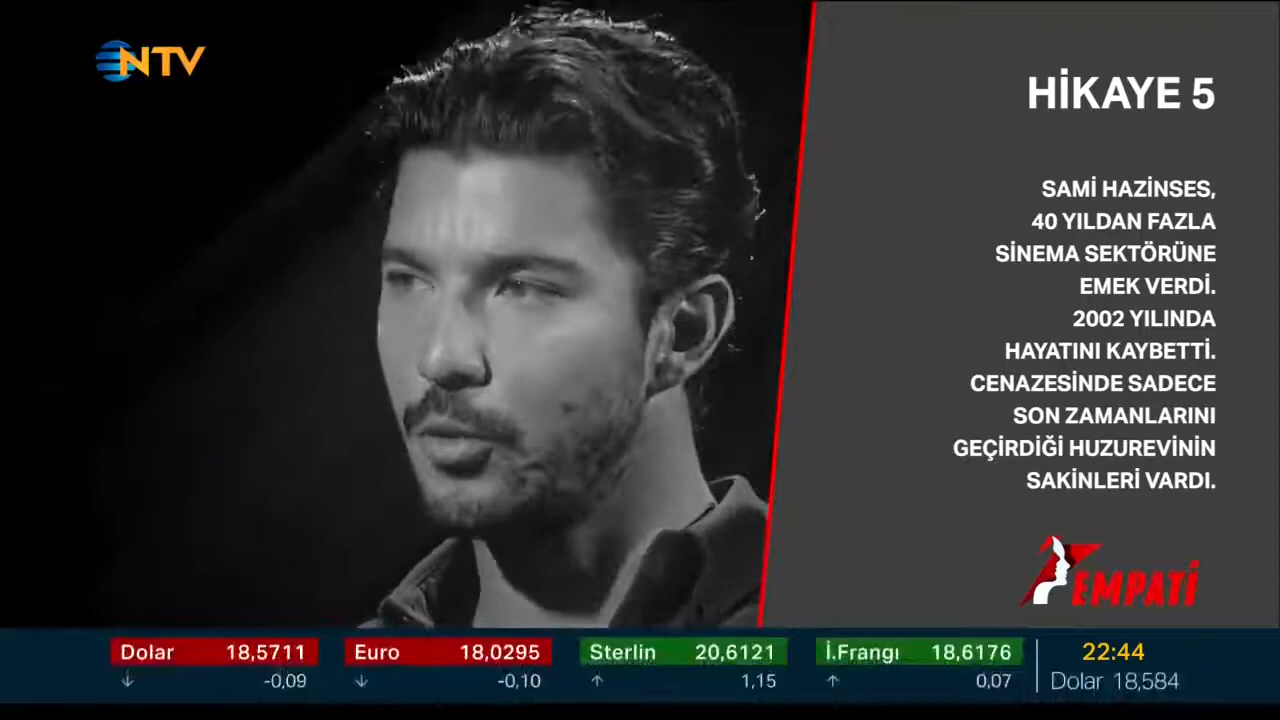 NTV
HİKAYE 5
SAMİ HAZİNSES,
40 YILDAN FAZLA
SİNEMA SEKTÖRÜNE
EMEK VERDİ.
2002 YILINDA
HAYATINI KAYBETTİ.
CENAZESİNDE SADECE
SON ZAMANLARINI
GEÇİRDİĞİ HUZUREVİNİN
SAKİNLERİ VARDI.
EMPATİ
Dolar 18,5711 Euro 18,0295 Sterlin 20,6121 İ.Frangı 18,6176 22:44
↓ -0,09 ↓ -0,10 ↑ 1,15 ↑ 0,07 Dolar 18,584